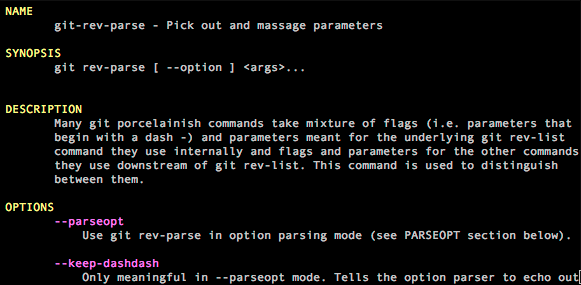 NAME
git-rev-parse - Pick out and massage parameters
SYNOPSIS
git rev-parse [ --option ] <args>...
DESCRIPTION
Many git porcelainish commands take mixture of flags (i.e. parameters that
begin with a dash -) and parameters meant for the underlying git rev-list
command they use internally and flags and parameters for the other commands
they use downstream of git rev-list. This command is used to distinguish
between them.
OPTIONS
--parseopt
Use git rev-parse in option parsing mode (see PARSEOPT section below).
--keep-dashdash
Only meaningful in --parseopt mode. Tells the option parser to echo out